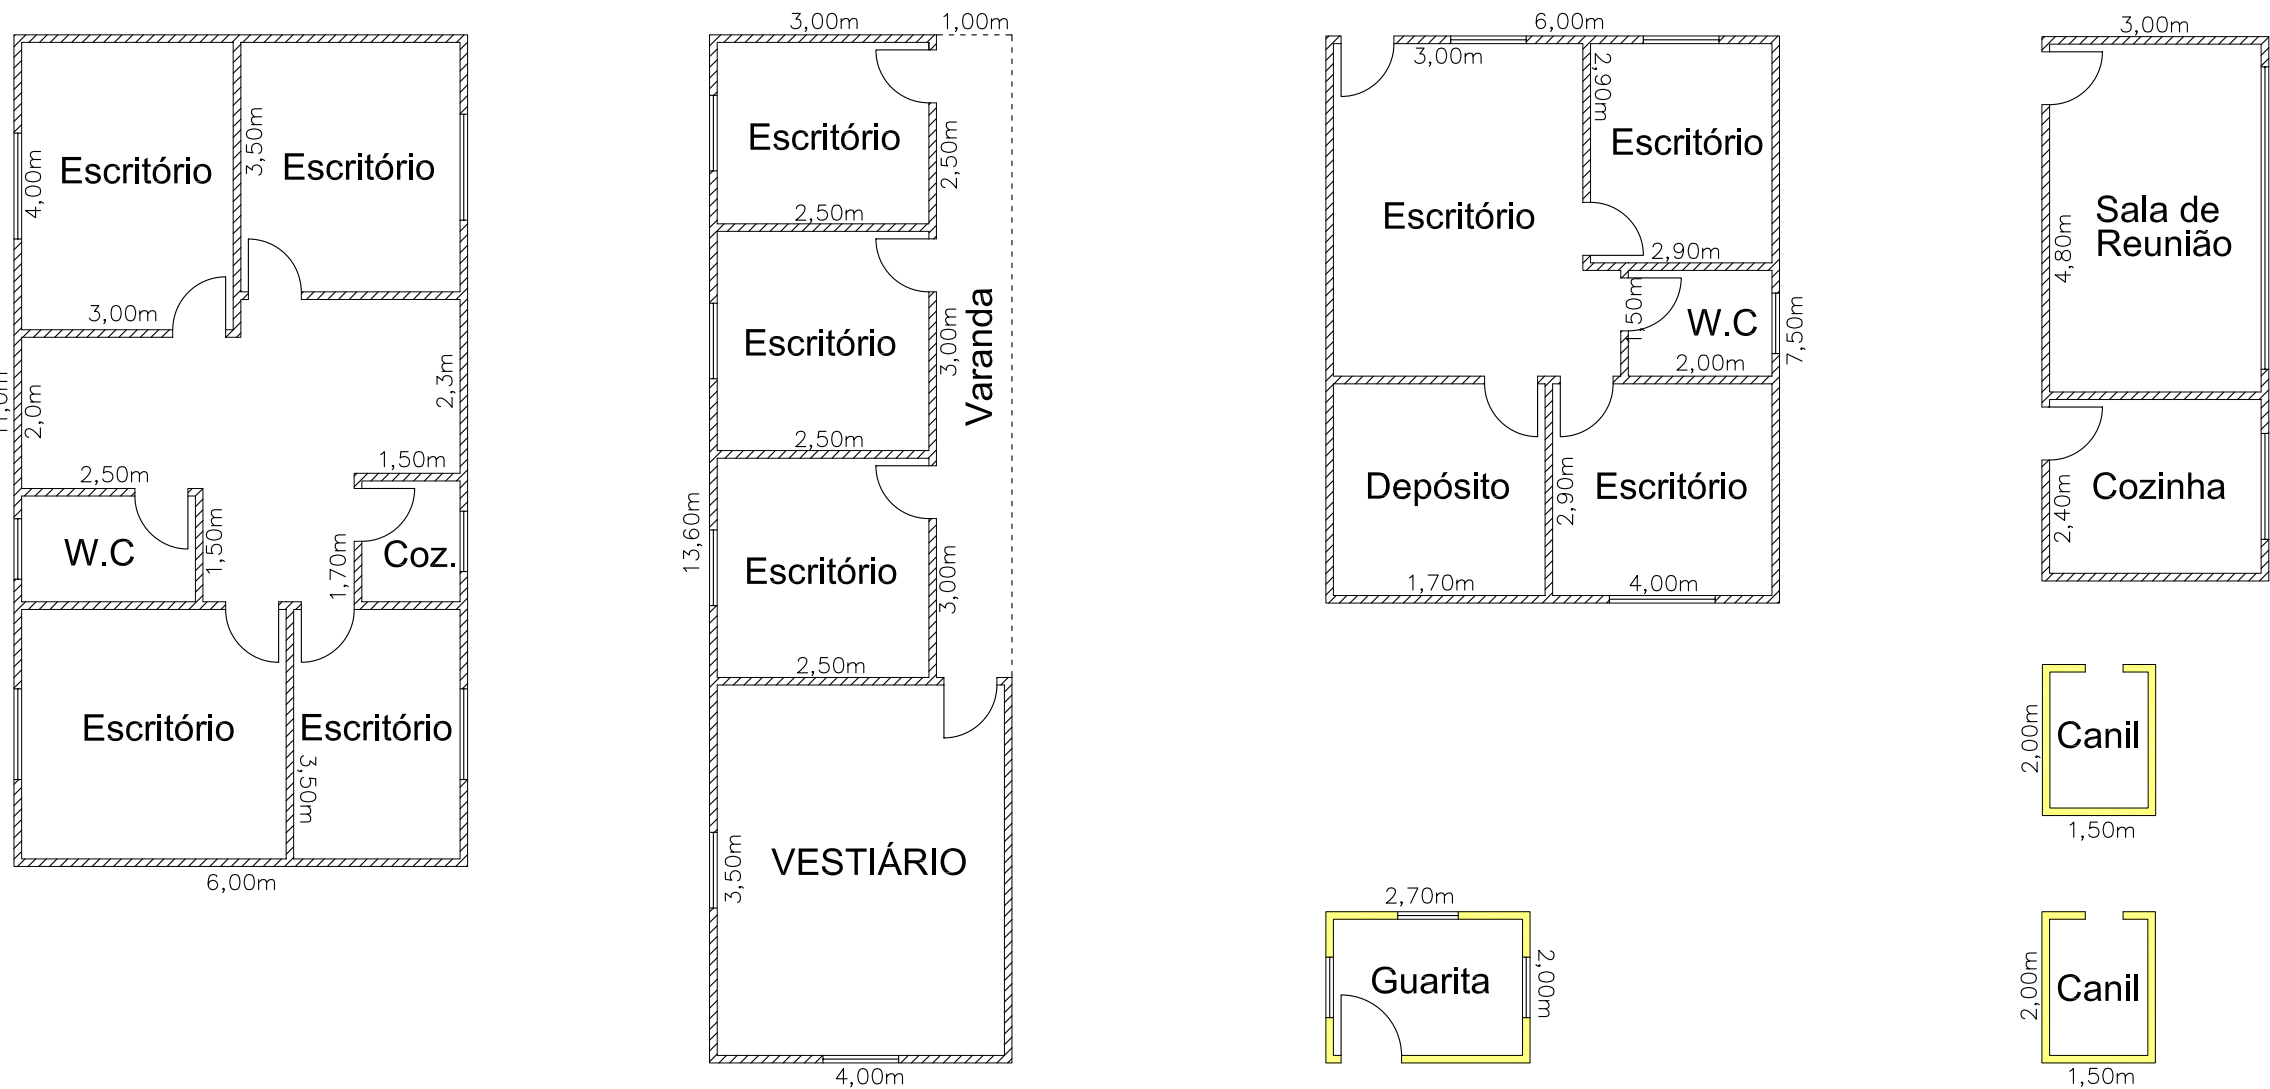 3,50m
Escritório
Escritório
4,00m
3,00m
11,0m
2,0m
2,3m
2,50m
1,50m
W.C
1,50m
1,70m
Coz.
Escritório
Escritório
3,50m
6,00m
3,00m
1,00m
Escritório
2,50m
2,50m
Escritório
3,00m
Varanda
2,50m
13,60m
Escritório
3,00m
2,50m
VESTIÁRIO
3,50m
4,00m
6,00m
3,00m
2,90m
Escritório
Escritório
2,90m
1,50m
W.C
7,50m
2,00m
Depósito
2,90m
Escritório
1,70m
4,00m
2,70m
Guarita
2,00m
3,00m
Sala de
Reunião
4,80m
Cozinha
2,40m
Canil
2,00m
1,50m
Canil
2,00m
1,50m